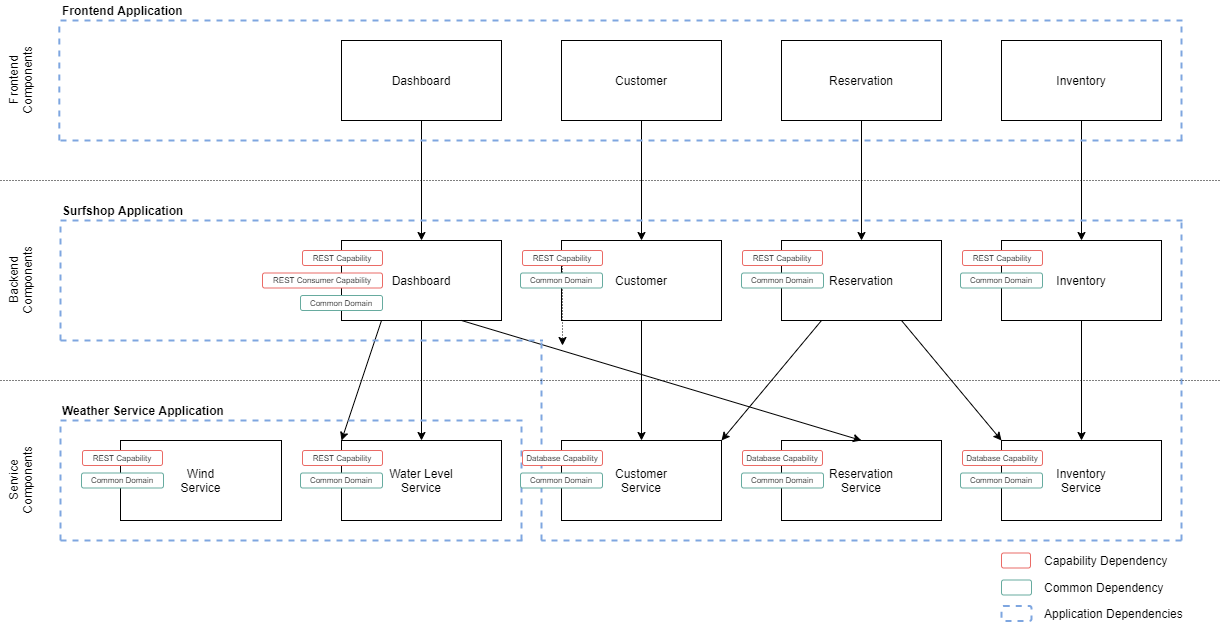 Frontend Application
Frontend
Components
Dashboard
Customer
Reservation
Inventory
Surfshop Application
Backend
Components
REST Capability
REST Consumer Capability
Common Domain
Dashboard
REST Capability
Common Domain
Customer
REST Capability
Common Domain
Reservation
REST Capability
Common Domain
Inventory
Weather Service Application
Service
Components
REST Capability
Common Domain
Wind
Service
REST Capability
Common Domain
Water Level
Service
Database Capability
Common Domain
Customer
Service
Database Capability
Common Domain
Reservation
Service
Database Capability
Common Domain
Inventory
Service
Capability Dependency
Common Dependency
Application Dependencies